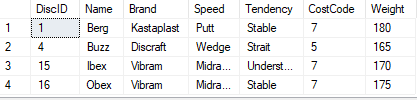 DiscID Name Brand Speed Tendency CostCode Weight
1 1 Berg Kastaplast Putt Stable 7 180
2 4 Buzz Discraft Wedge Strait 5 165
3 15 Ibex Vibram Midra... Underst... 7 170
4 16 Obex Vibram Midra... Stable 7 175